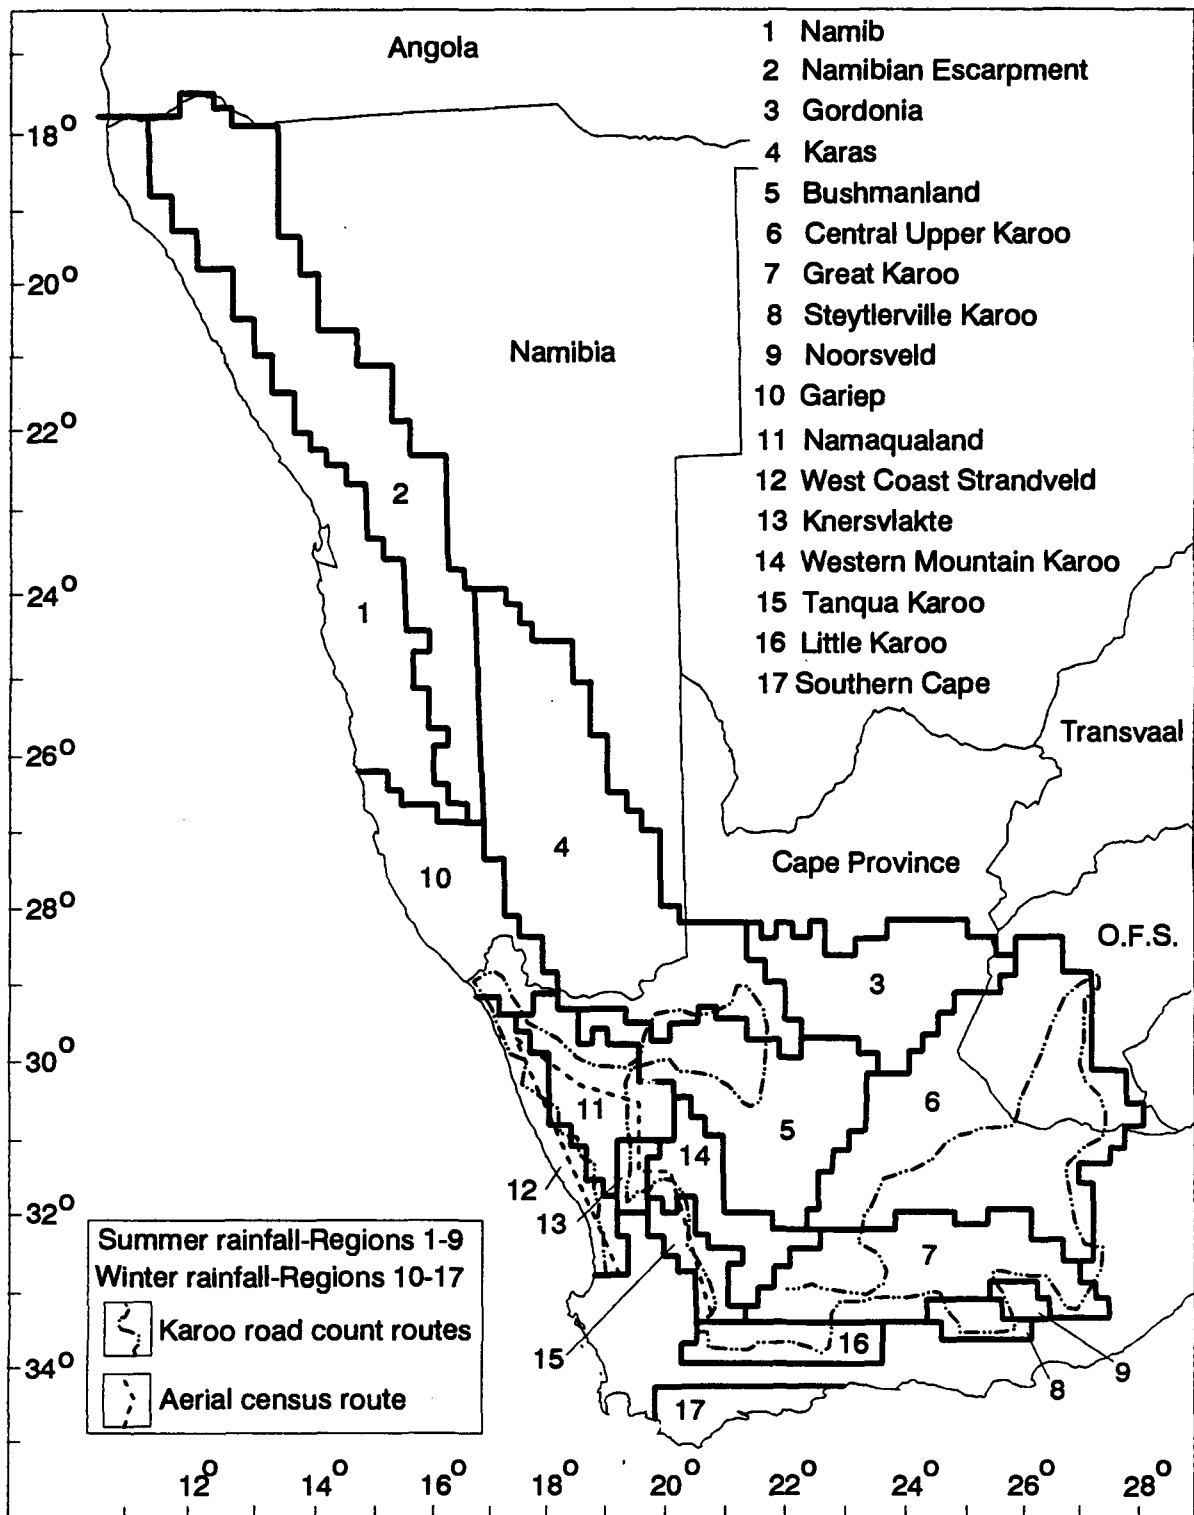 Angola
1 Namib
2 Namibian Escarpment
3 Gordonia
4 Karas
5 Bushmanland
6 Central Upper Karoo
7 Great Karoo
8 Steytlerville Karoo
9 Noorsveld
10 Gariep
11 Namaqualand
12 West Coast Strandveld
13 Knersvlakte
14 Western Mountain Karoo
15 Tanqua Karoo
16 Little Karoo
17 Southern Cape
18°
20°
22°
24°
26°
28°
30°
32°
34°
Namibia
Transvaal
Cape Province
O.F.S.
2
1
4
10
3
6
11
5
14
12
13
7
15
16
9
8
17
Summer rainfall-Regions 1-9
Winter rainfall-Regions 10-17
Karoo road count routes
Aerial census route
12° 14° 16° 18° 20° 22° 24° 26° 28°